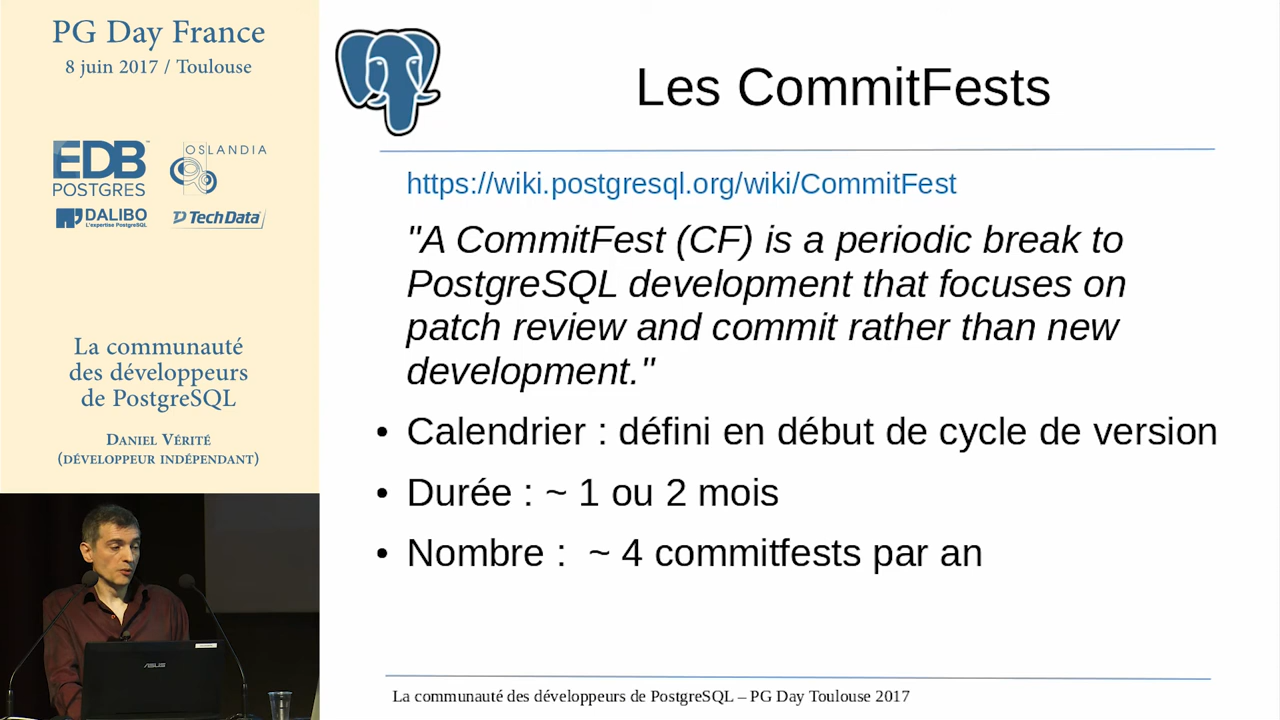 PG Day France
8 juin 2017 / Toulouse
EDB
POSTGRES
OSLANDIA
DALIBO
L'expertise PostgreSQL
Tech Data
La communauté
des développeurs
de PostgreSQL
Daniel Vérité
(développeur indépendant)
ASUS
Les CommitFests
https://wiki.postgresql.org/wiki/CommitFest
"A CommitFest (CF) is a periodic break to
PostgreSQL development that focuses on
patch review and commit rather than new
development."
• Calendrier : défini en début de cycle de version
• Durée : ~ 1 ou 2 mois
• Nombre :  ~ 4 commitfests par an
La communauté des développeurs de PostgreSQL – PG Day Toulouse 2017